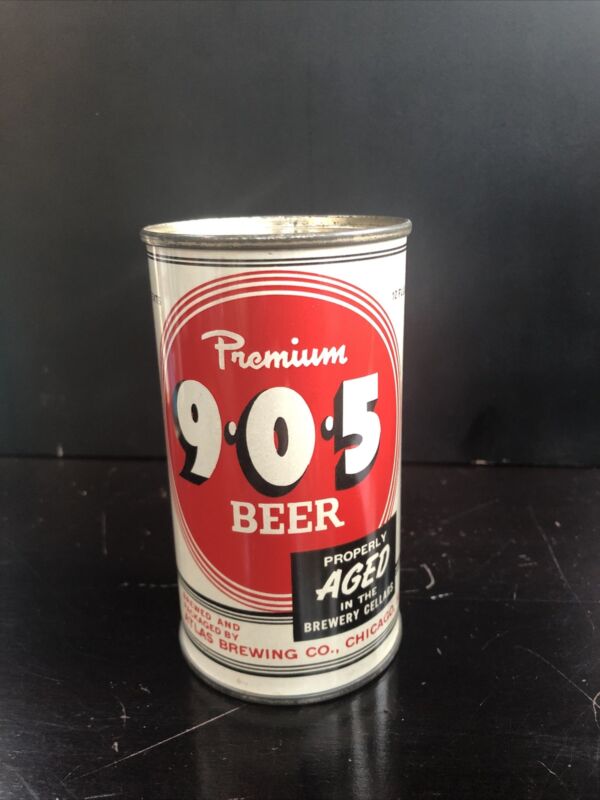 Premium
9·0·5
BEER
PROPERLY
AGED
IN THE
BREWERY CELLARS
BREWED AND
PACKAGED BY
ATLAS BREWING CO., CHICAGO